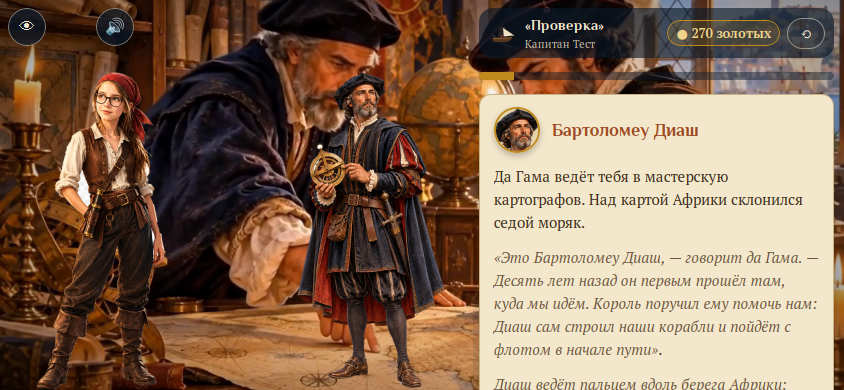 «Проверка»
Капитан Тест
270 золотых
Бартоломеу Диаш
Да Гама ведёт тебя в мастерскую
картографов. Над картой Африки склонился
седой моряк.
«Это Бартоломеу Диаш, — говорит да Гама. —
Десять лет назад он первым прошёл там,
куда мы идём. Король поручил ему помочь нам:
Диаш сам строил наши корабли и пойдёт с
флотом в начале пути».
Диаш ведёт пальцем вдоль берега Африки: